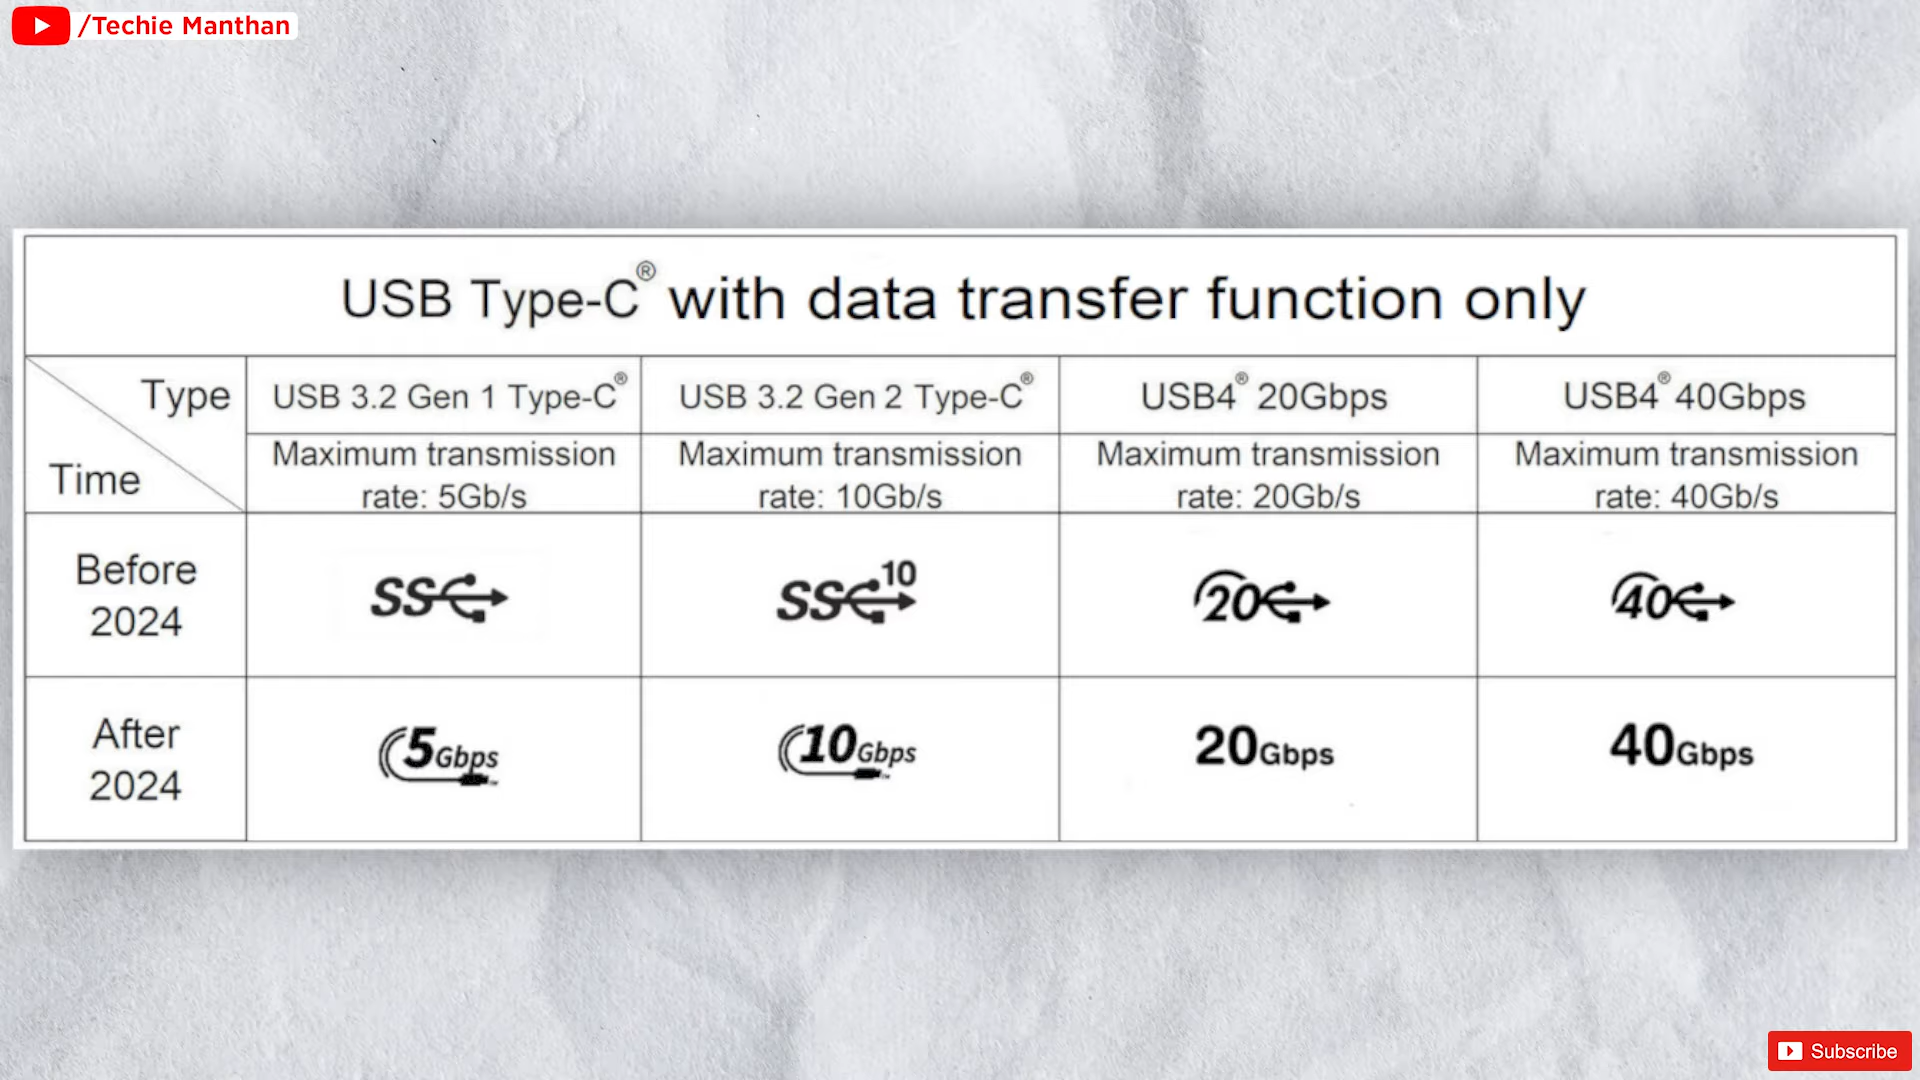 /Techie Manthan
USB Type-C® with data transfer function only
Type
Time
USB 3.2 Gen 1 Type-C®
USB 3.2 Gen 2 Type-C®
USB4® 20Gbps
USB4® 40Gbps
Maximum transmission
rate: 5Gb/s
Maximum transmission
rate: 10Gb/s
Maximum transmission
rate: 20Gb/s
Maximum transmission
rate: 40Gb/s
Before
2024
SS
SS 10
20
40
After
2024
5Gbps
10Gbps
20Gbps
40Gbps
Subscribe